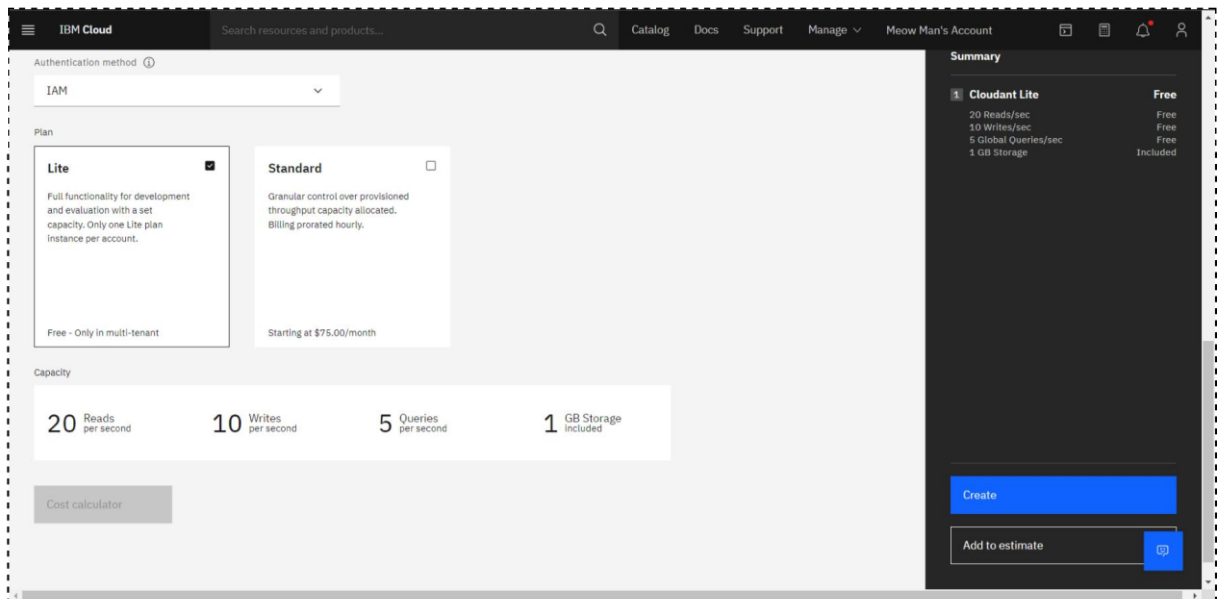 IBM Cloud
Search resources and products...
Catalog
Docs
Support
Manage
Meow Man's Account
Authentication method
IAM
Plan
Lite
Full functionality for development
and evaluation with a set
capacity. Only one Lite plan
instance per account.
Free - Only in multi-tenant
Standard
Granular control over provisioned
throughput capacity allocated.
Billing prorated hourly.
Starting at $75.00/month
Capacity
20 Reads per second
10 Writes per second
5 Queries per second
1 GB Storage included
Cost calculator
Summary
1 Cloudant Lite Free
20 Reads/sec Free
10 Writes/sec Free
5 Global Queries/sec Free
1 GB Storage Included
Create
Add to estimate